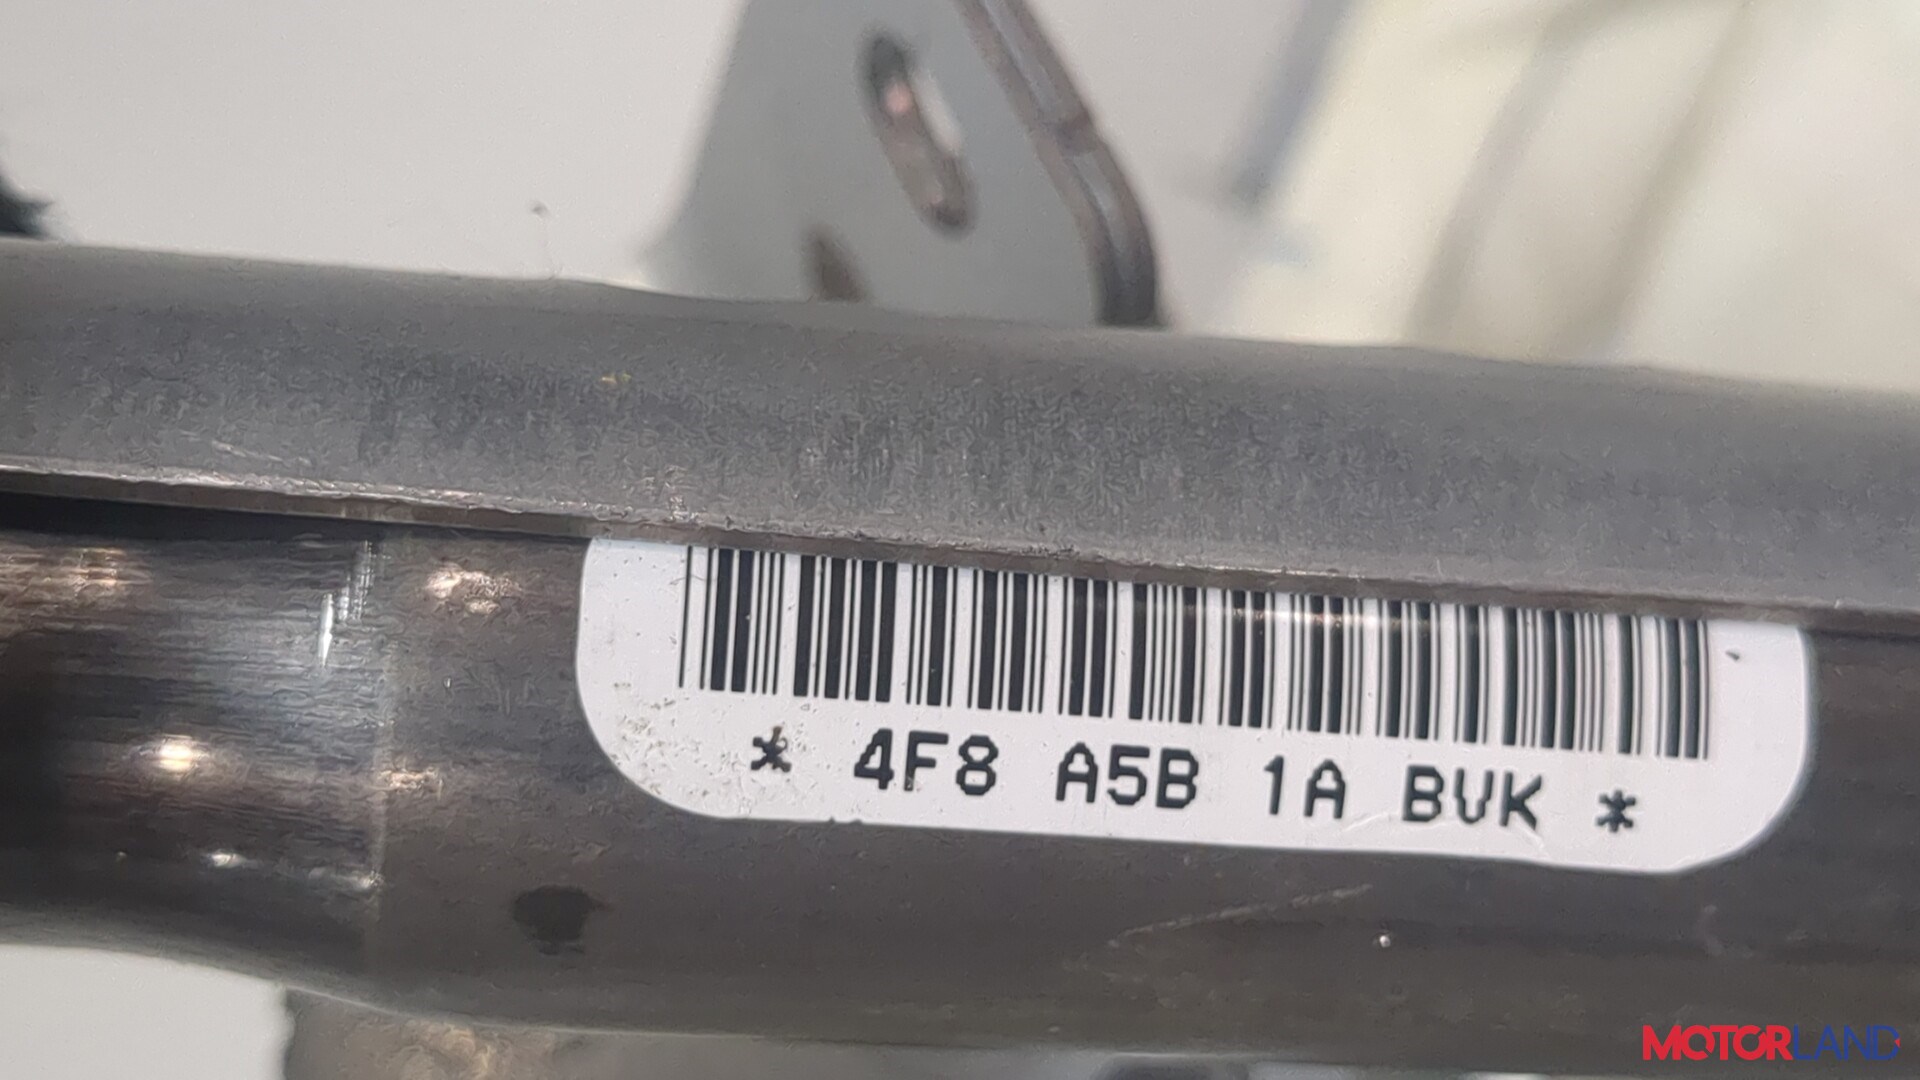 * 4F8 A5B 1A BVK *
MOTORLAND